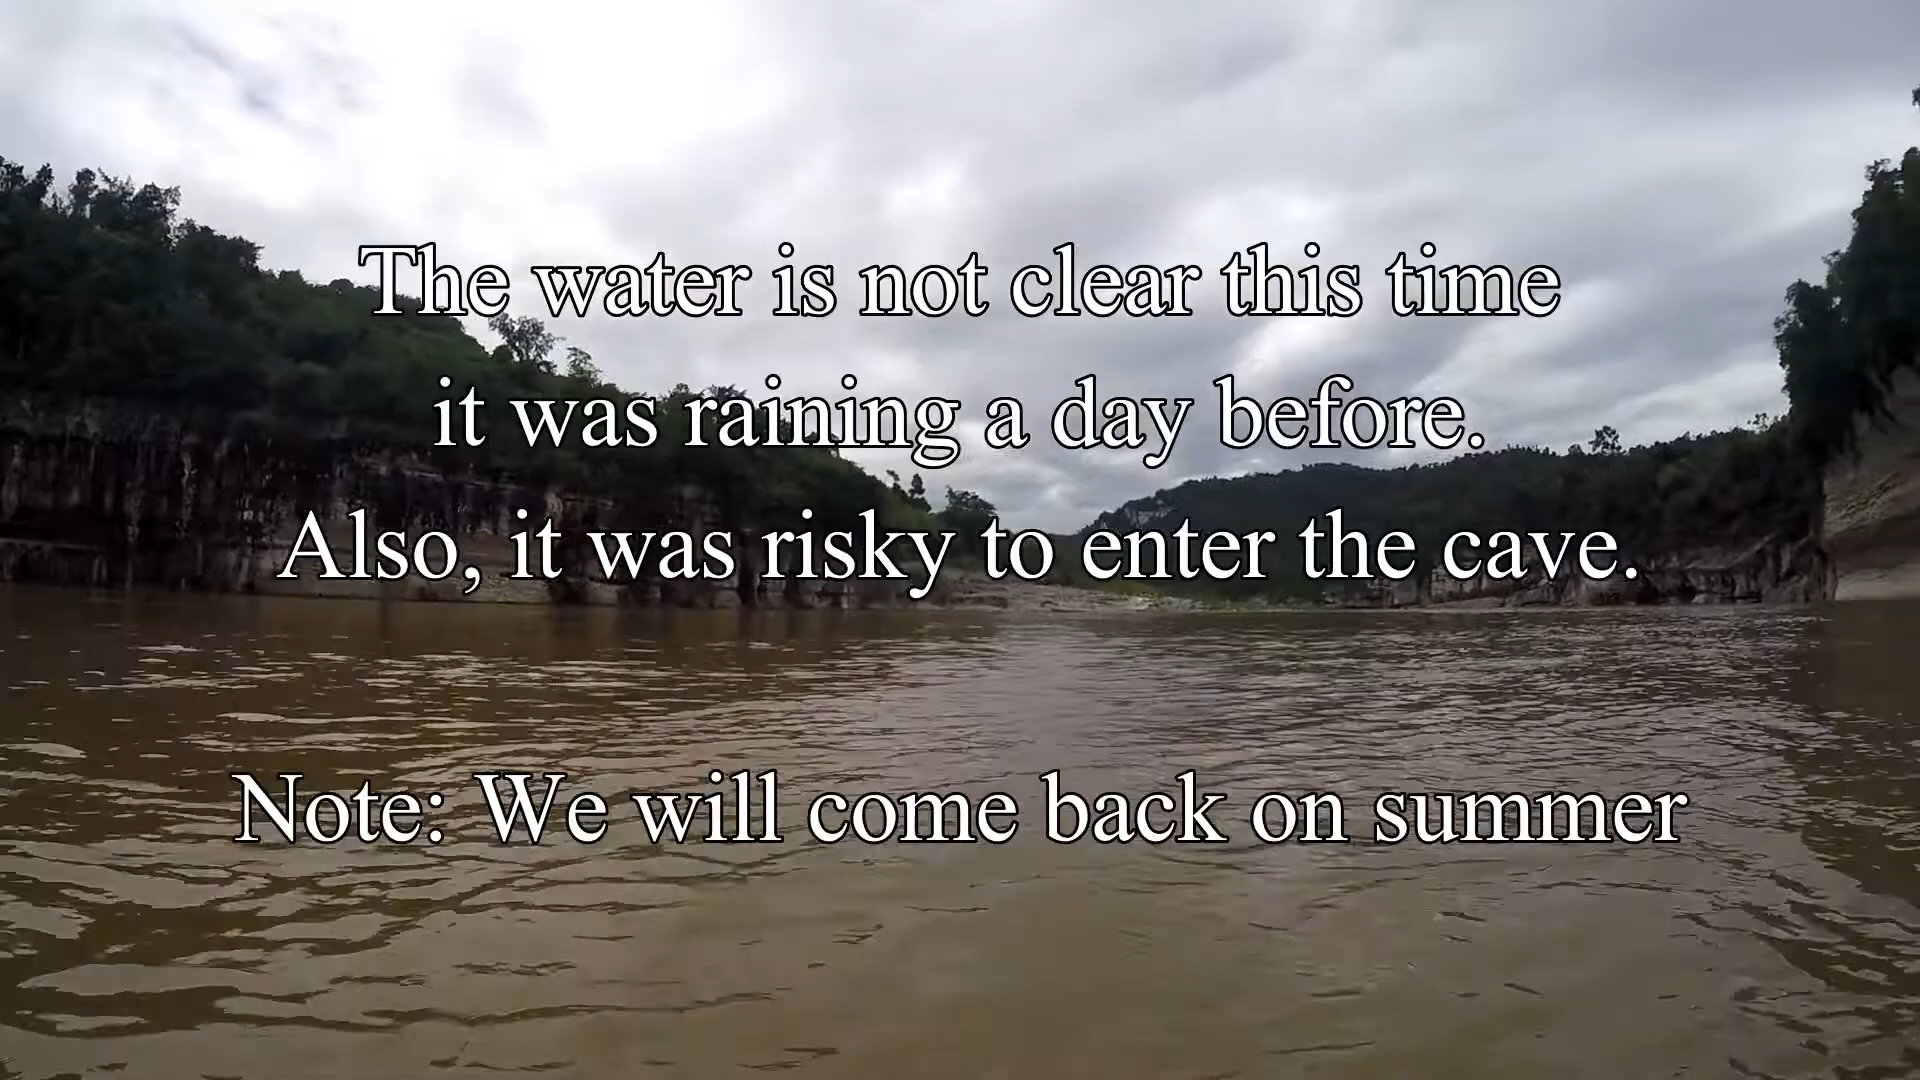 The water is not clear this time
it was raining a day before.
Also, it was risky to enter the cave.
Note: We will come back on summer